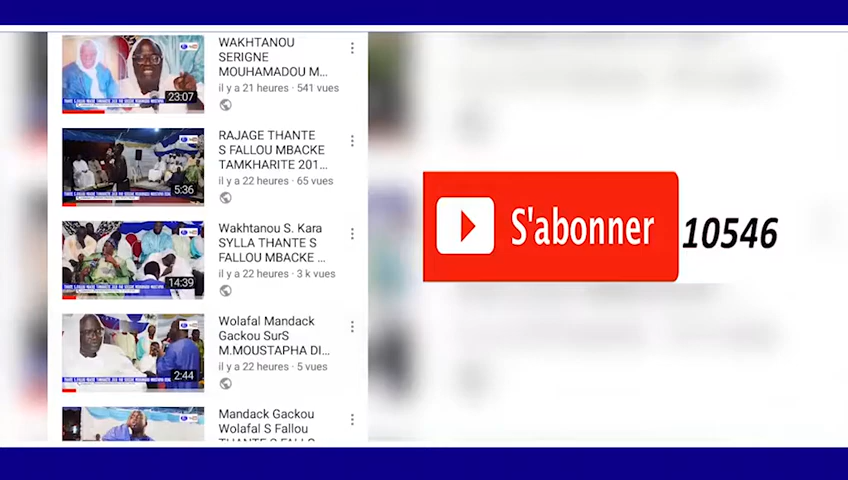 WAKHTANOU
SERIGNE
MOUHAMADOU M...
il y a 21 heures · 541 vues
23:07
RAJAGE THANTE
S FALLOU MBACKE
TAMKHARITE 201...
il y a 22 heures · 65 vues
5:36
Wakhtanou S. Kara
SYLLA THANTE S
FALLOU MBACKE ...
il y a 22 heures · 3 k vues
14:39
Wolafal Mandack
Gackou SurS
M.MOUSTAPHA DI...
il y a 22 heures · 5 vues
2:44
Mandack Gackou
Wolafal S Fallou
THANTE S FALLO
S'abonner
10546